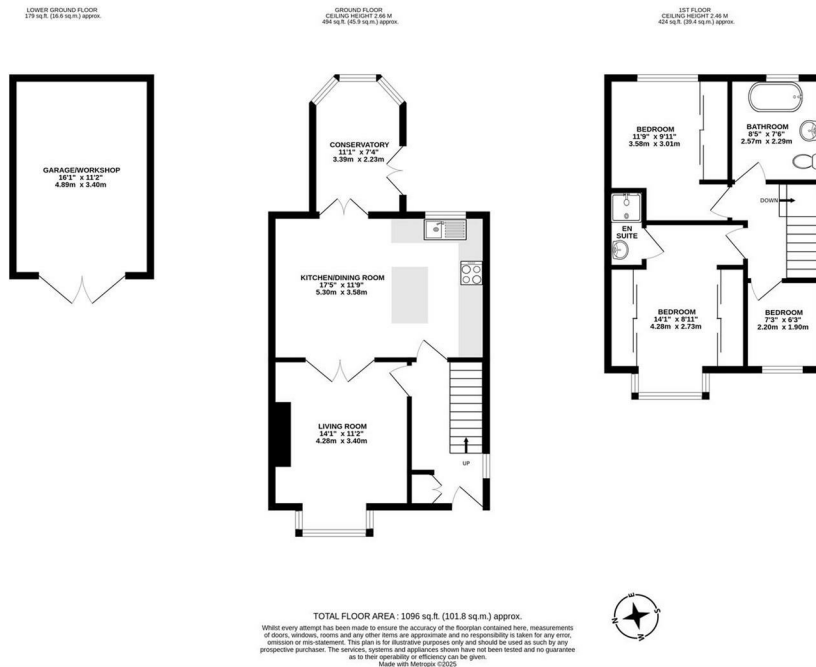 LOWER GROUND FLOOR
179 sq.ft. (16.6 sq.m.) approx.
GARAGE/WORKSHOP
16'1" x 11'2"
4.89m x 3.40m
GROUND FLOOR
CEILING HEIGHT 2.66 M
494 sq.ft. (45.9 sq.m.) approx.
CONSERVATORY
11'1" x 7'4"
3.39m x 2.23m
KITCHEN/DINING ROOM
17'5" x 11'9"
5.30m x 3.58m
LIVING ROOM
14'1" x 11'2"
4.28m x 3.40m
UP
1ST FLOOR
CEILING HEIGHT 2.46 M
424 sq.ft. (39.4 sq.m.) approx.
BEDROOM
11'9" x 9'11"
3.58m x 3.01m
BATHROOM
8'5" x 7'6"
2.57m x 2.29m
DOWN
EN
SUITE
BEDROOM
14'1" x 8'11"
4.28m x 2.73m
BEDROOM
7'3" x 6'3"
2.20m x 1.90m
TOTAL FLOOR AREA : 1096 sq.ft. (101.8 sq.m.) approx.
Whilst every attempt has been made to ensure the accuracy of the floorplan contained here, measurements
of doors, windows, rooms and any other items are approximate and no responsibility is taken for any error,
omission or mis-statement. This plan is for illustrative purposes only and should be used as such by any
prospective purchaser. The services, systems and appliances shown have not been tested and no guarantee
as to their operability or efficiency can be given.
Made with Metropix ©2025
E
S
N
W